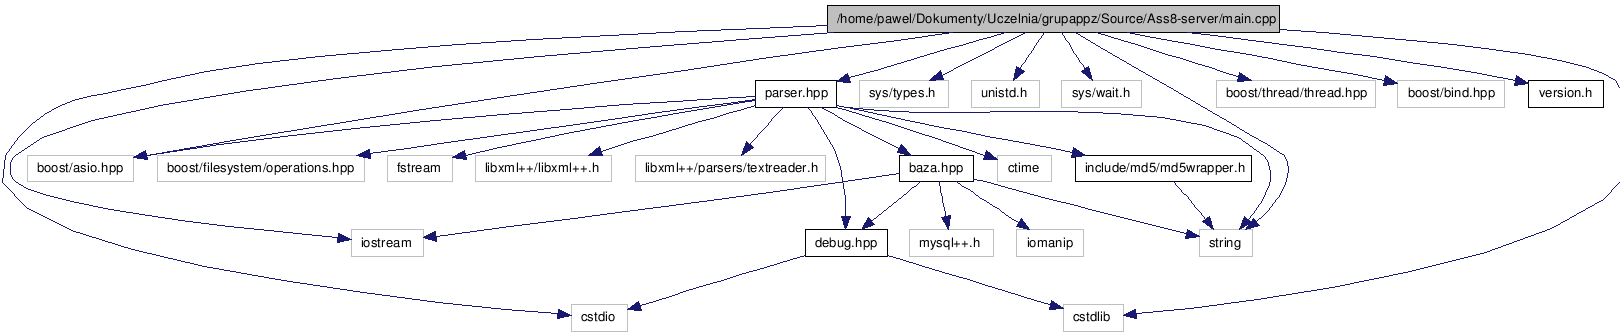 /home/pawel/Dokumenty/Uczelnia/grupappz/Source/Ass8-server/main.cpp
parser.hpp
sys/types.h
unistd.h
sys/wait.h
boost/thread/thread.hpp
boost/bind.hpp
version.h
boost/asio.hpp
boost/filesystem/operations.hpp
fstream
libxml++/libxml++.h
libxml++/parsers/textreader.h
baza.hpp
ctime
include/md5/md5wrapper.h
iostream
debug.hpp
mysql++.h
iomanip
string
cstdio
cstdlib